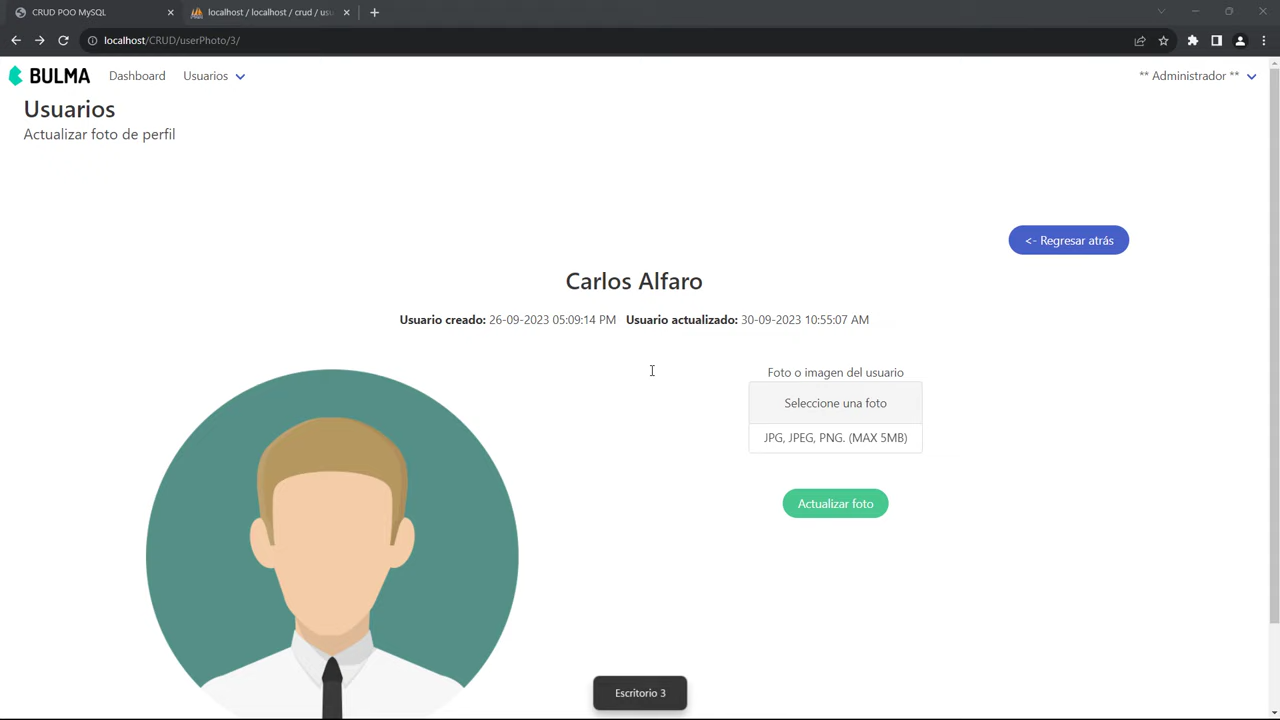 CRUD POO MySQL
localhost / localhost / crud / usu
localhost/CRUD/userPhoto/3/
BULMA Dashboard Usuarios ** Administrador **
Usuarios
Actualizar foto de perfil
<- Regresar atrás
Carlos Alfaro
Usuario creado: 26-09-2023 05:09:14 PM Usuario actualizado: 30-09-2023 10:55:07 AM
Foto o imagen del usuario
Seleccione una foto
JPG, JPEG, PNG. (MAX 5MB)
Actualizar foto
Escritorio 3